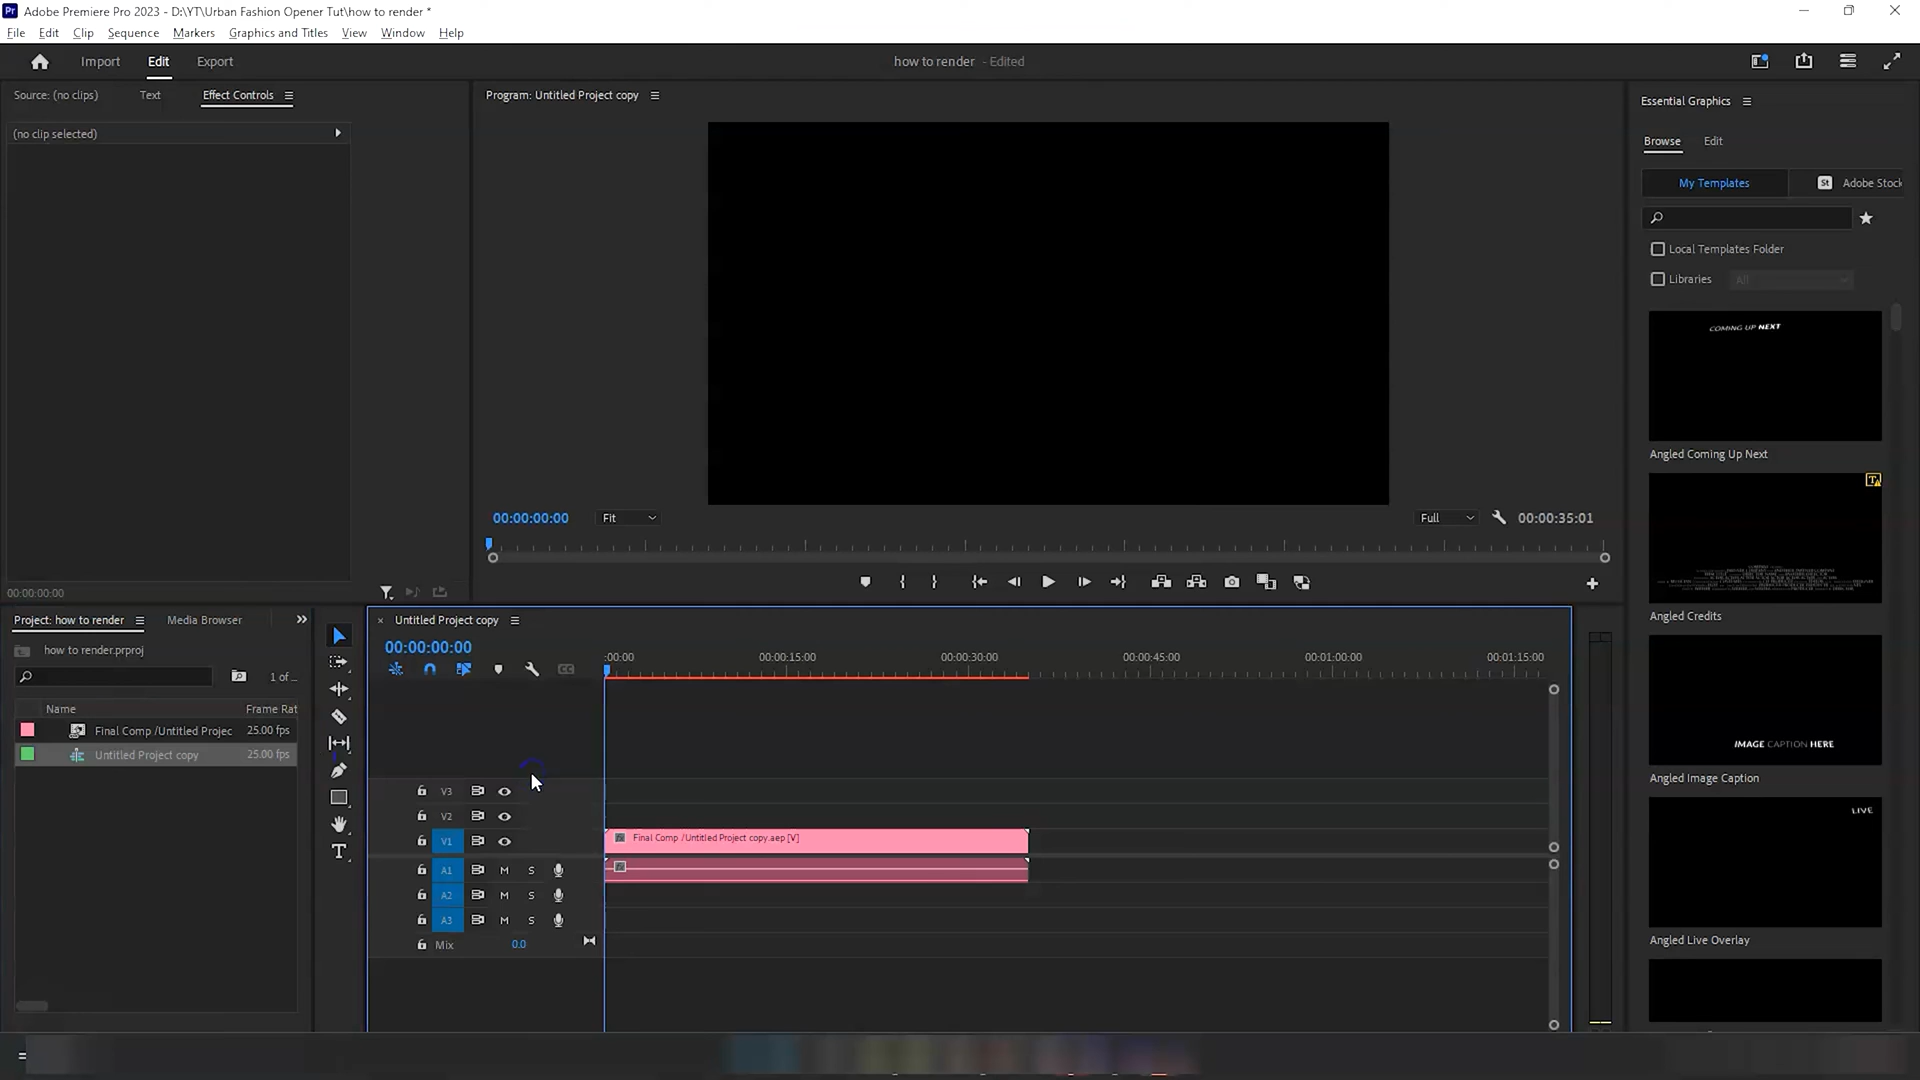 Adobe Premiere Pro 2023 - D:\YT\Urban Fashion Opener Tut\how to render *
File Edit Clip Sequence Markers Graphics and Titles View Window Help
Import Edit Export
how to render - Edited
Source: (no clips) Text Effect Controls
(no clip selected)
00:00:00:00
Program: Untitled Project copy
00:00:00:00 Fit Full 00:00:35:01
Essential Graphics
Browse Edit
My Templates St Adobe Stock
Local Templates Folder
Libraries All
COMING UP NEXT
Angled Coming Up Next
Angled Credits
IMAGE CAPTION HERE
Angled Image Caption
LIVE
Angled Live Overlay
Project: how to render Media Browser
how to render.prproj
1 of ...
Name Frame Rat
Final Comp /Untitled Projec 25.00 fps
Untitled Project copy 25.00 fps
Untitled Project copy
00:00:00:00
:00:00 00:00:15:00 00:00:30:00 00:00:45:00 00:01:00:00 00:01:15:00
V3
V2
V1 Final Comp /Untitled Project copy.aep [V]
A1 M S
A2 M S
A3 M S
Mix 0.0